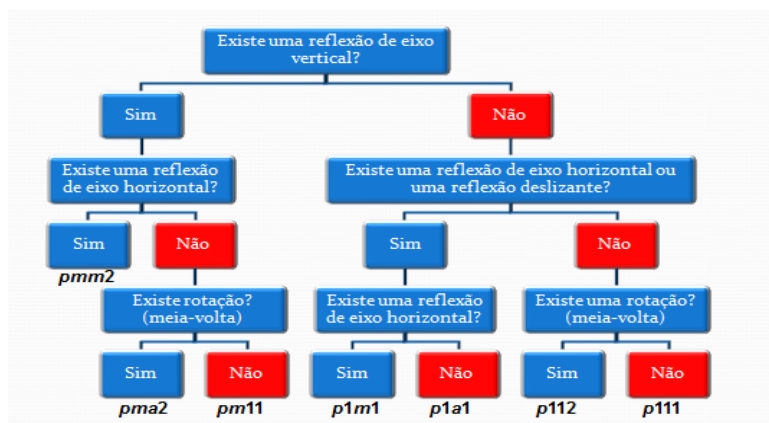 Existe uma reflexão de eixo
vertical?
Sim
Não
Existe uma reflexão
de eixo horizontal?
Existe uma reflexão de eixo horizontal ou
uma reflexão deslizante?
Sim
Não
Sim
Não
pmm2
Existe rotação?
(meia-volta)
Existe uma reflexão
de eixo horizontal?
Existe uma rotação?
(meia-volta)
Sim
Não
Sim
Não
Sim
Não
pma2
pm11
p1m1
p1a1
p112
p111